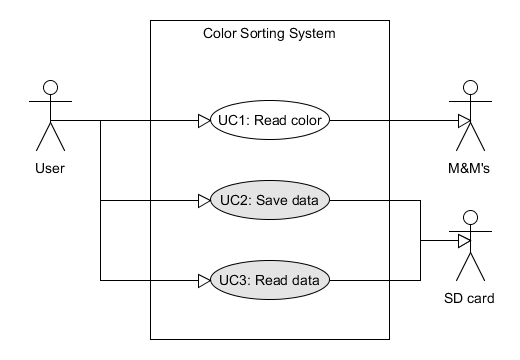 Color Sorting System
UC1: Read color
User
M&M's
UC2: Save data
UC3: Read data
SD card